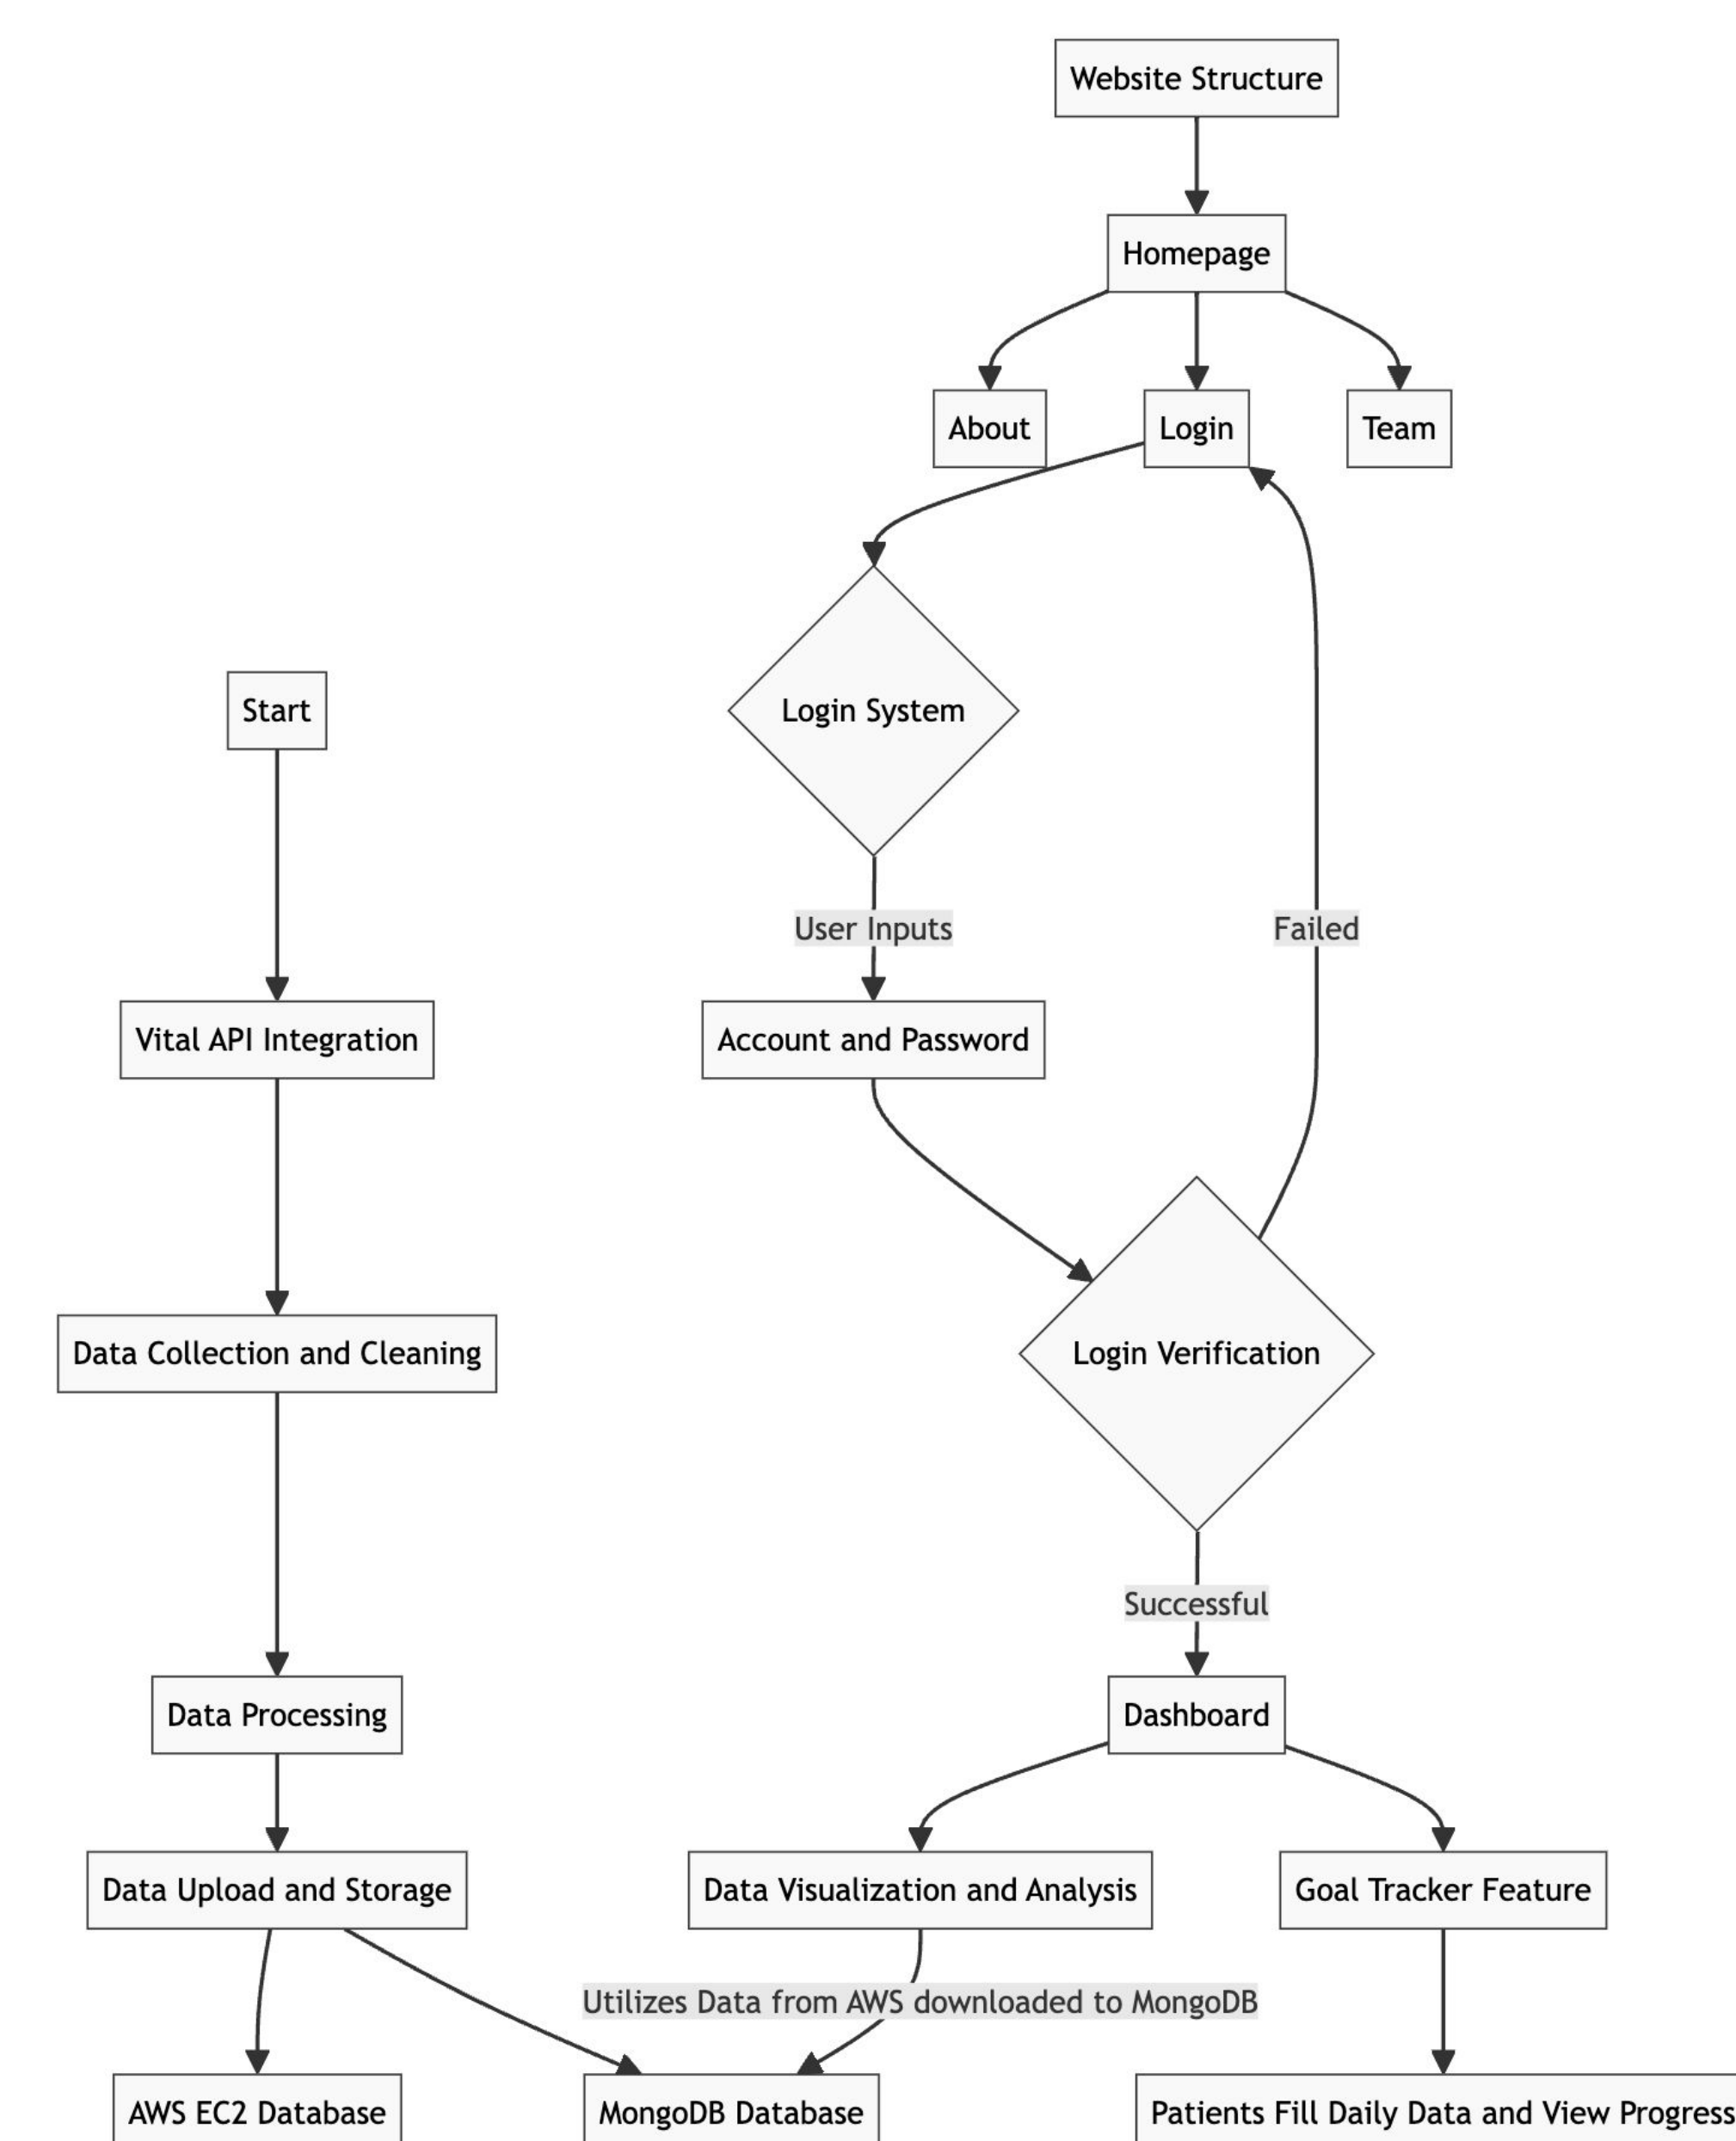 Website Structure
Homepage
About
Login
Team
Start
Login System
User Inputs
Failed
Vital API Integration
Account and Password
Data Collection and Cleaning
Login Verification
Successful
Data Processing
Dashboard
Data Upload and Storage
Data Visualization and Analysis
Goal Tracker Feature
Utilizes Data from AWS downloaded to MongoDB
AWS EC2 Database
MongoDB Database
Patients Fill Daily Data and View Progress